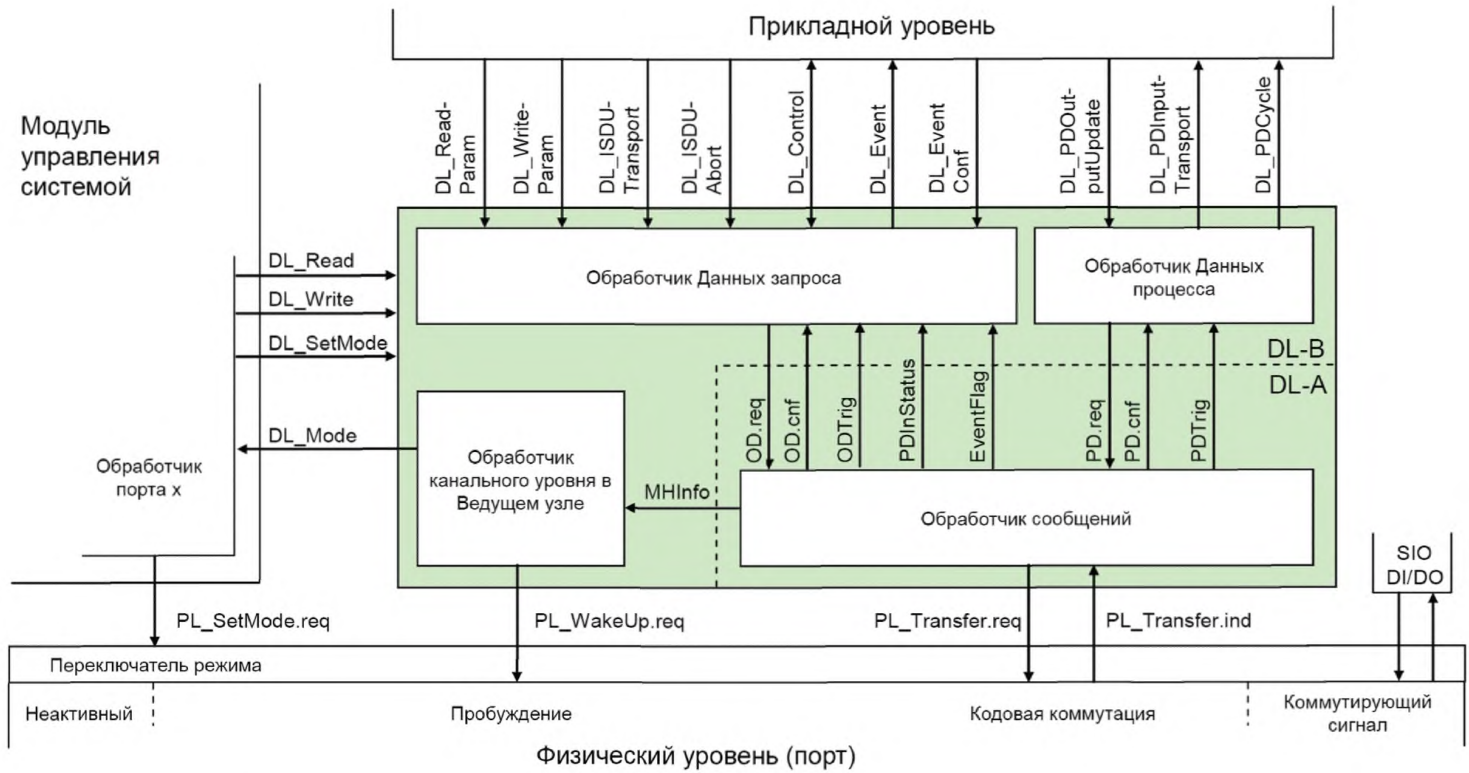 Прикладной уровень
Модуль
управления
системой
DL_Read-
Param
DL_Write-
Param
DL_ISDU-
Transport
DL_ISDU-
Abort
DL_Control
DL_Event
DL_Event
Conf
DL_PDOut-
putUpdate
DL_PDInput-
Transport
DL_PDCycle
DL_Read
DL_Write
DL_SetMode
DL_Mode
Обработчик Данных запроса
Обработчик Данных
процесса
DL-B
DL-A
OD.req
OD.cnf
ODTrig
PDInStatus
EventFlag
PD.req
PD.cnf
PDTrig
Обработчик
порта x
Обработчик
канального уровня в
Ведущем узле
MHInfo
Обработчик сообщений
SIO
DI/DO
PL_SetMode.req
PL_WakeUp.req
PL_Transfer.req
PL_Transfer.ind
Переключатель режима
Неактивный
Пробуждение
Кодовая коммутация
Коммутирующий
сигнал
Физический уровень (порт)